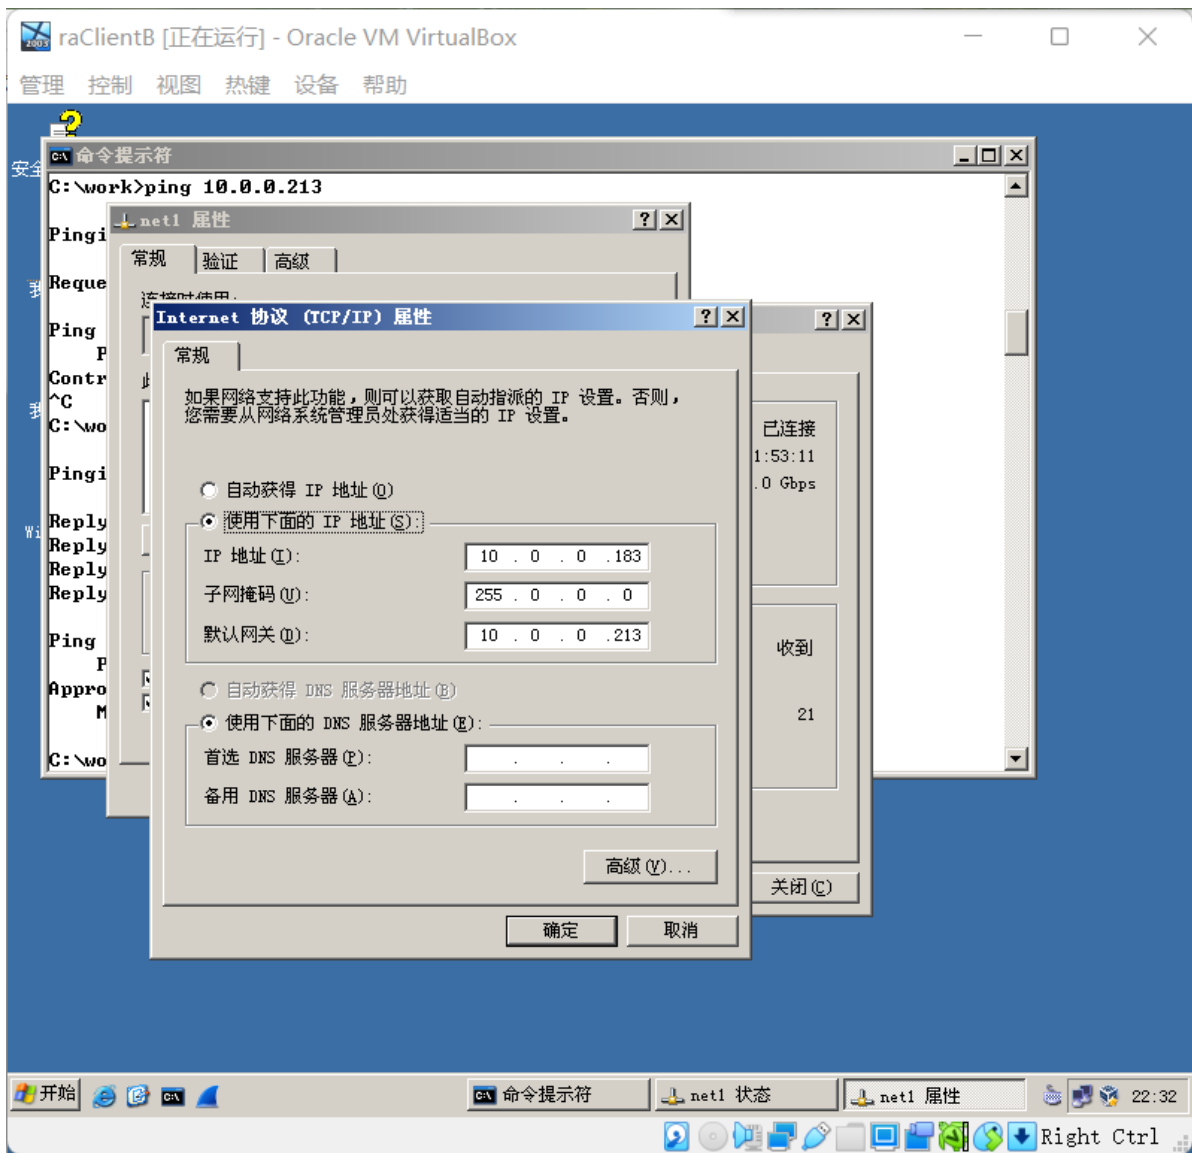 raClientB [正在运行] - Oracle VM VirtualBox
管理 控制 视图 热键 设备 帮助
安全
命令提示符
C:\work>ping 10.0.0.213
net1 属性
Pingi
常规 验证 高级
我
Reque
连接时使用:
Internet 协议 (TCP/IP) 属性
Ping
P
常规
Contr
此
^C
我
C:\wo
如果网络支持此功能，则可以获取自动指派的 IP 设置。否则，
您需要从网络系统管理员处获得适当的 IP 设置。
已连接
1:53:11
.0 Gbps
Pingi
自动获得 IP 地址(O)
Reply
使用下面的 IP 地址(S):
Wi
Reply
IP 地址(I): 10 . 0 . 0 .183
Reply
Reply
子网掩码(U): 255 . 0 . 0 . 0
Ping
默认网关(D): 10 . 0 . 0 .213
收到
P
Appro
自动获得 DNS 服务器地址(B)
M
21
使用下面的 DNS 服务器地址(E):
C:\wo
首选 DNS 服务器(P): . . .
备用 DNS 服务器(A): . . .
高级(V)...
关闭(C)
确定 取消
开始 命令提示符 net1 状态 net1 属性 22:32
Right Ctrl